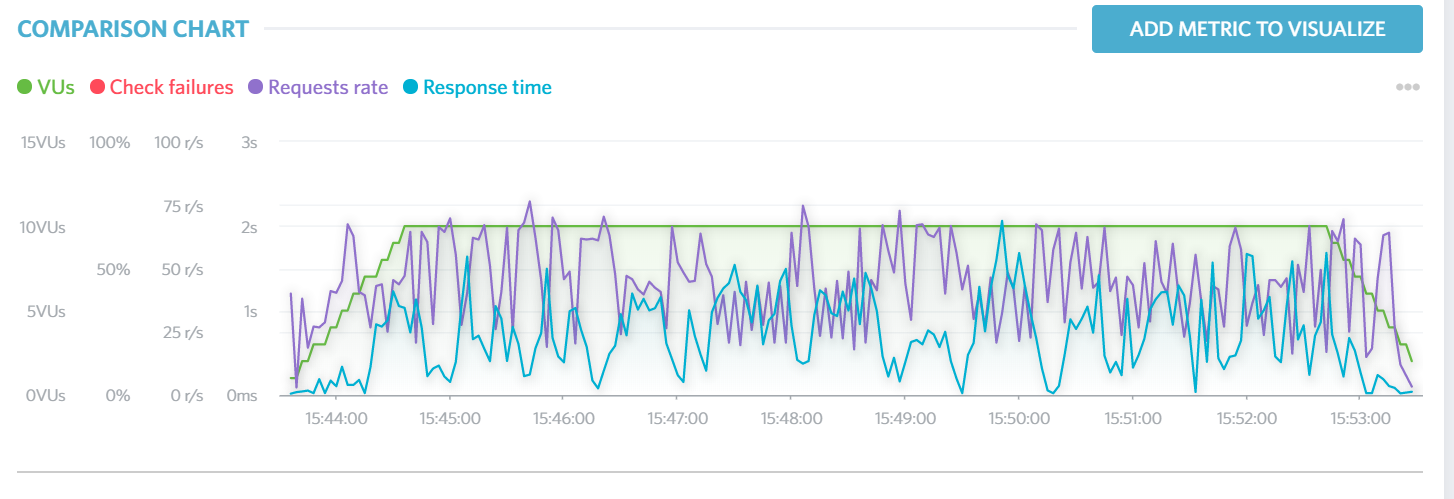 COMPARISON CHART
ADD METRIC TO VISUALIZE
VUs Check failures Requests rate Response time
15VUs 100% 100 r/s 3s
75 r/s
10VUs 2s
50% 50 r/s
5VUs 1s
25 r/s
0VUs 0% 0 r/s 0ms
15:44:00 15:45:00 15:46:00 15:47:00 15:48:00 15:49:00 15:50:00 15:51:00 15:52:00 15:53:00